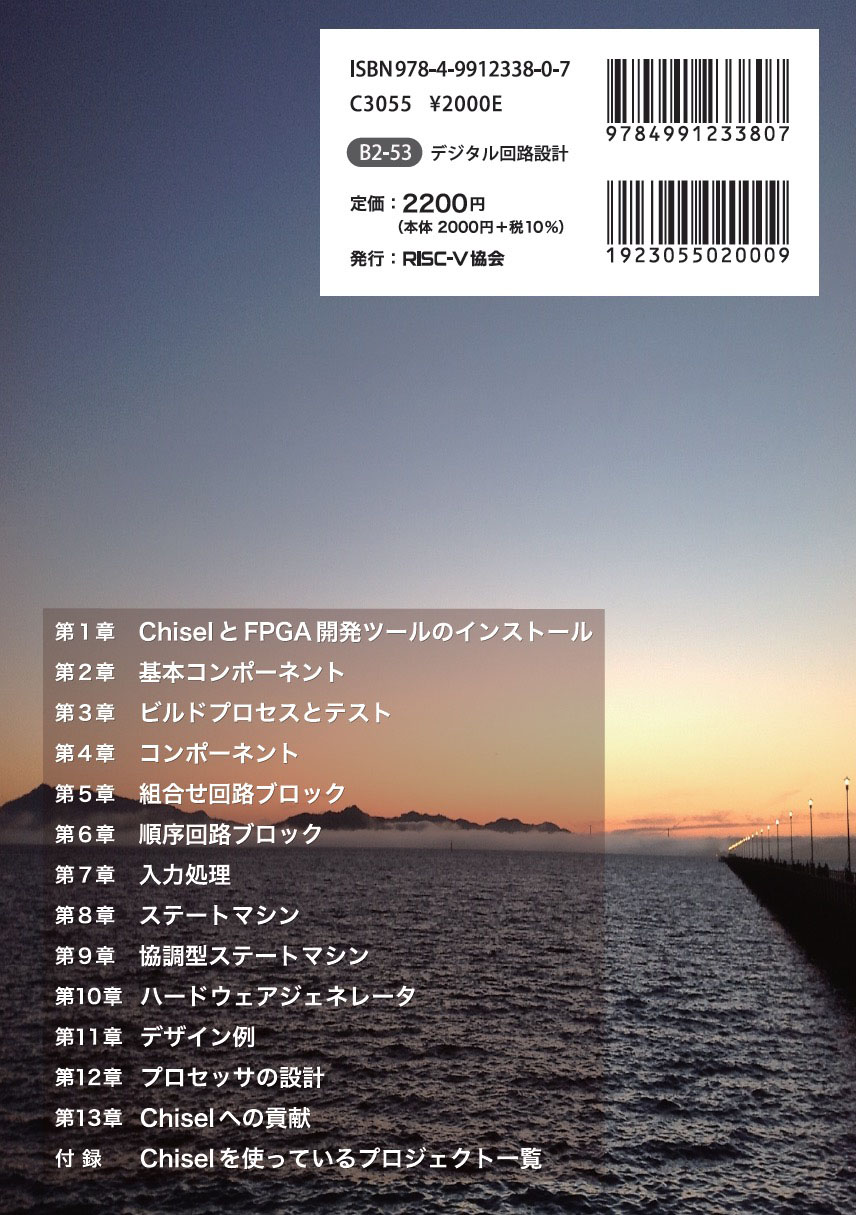 ISBN978-4-9912338-0-7
C3055 ¥2000E
9784991233807
B2-53 デジタル回路設計
定価：2200円
（本体 2000円＋税10％）
発行：RISC-V協会
1923055020009
第1章 ChiselとFPGA開発ツールのインストール
第2章 基本コンポーネント
第3章 ビルドプロセスとテスト
第4章 コンポーネント
第5章 組合せ回路ブロック
第6章 順序回路ブロック
第7章 入力処理
第8章 ステートマシン
第9章 協調型ステートマシン
第10章 ハードウェアジェネレータ
第11章 デザイン例
第12章 プロセッサの設計
第13章 Chiselへの貢献
付 録 Chiselを使っているプロジェクト一覧